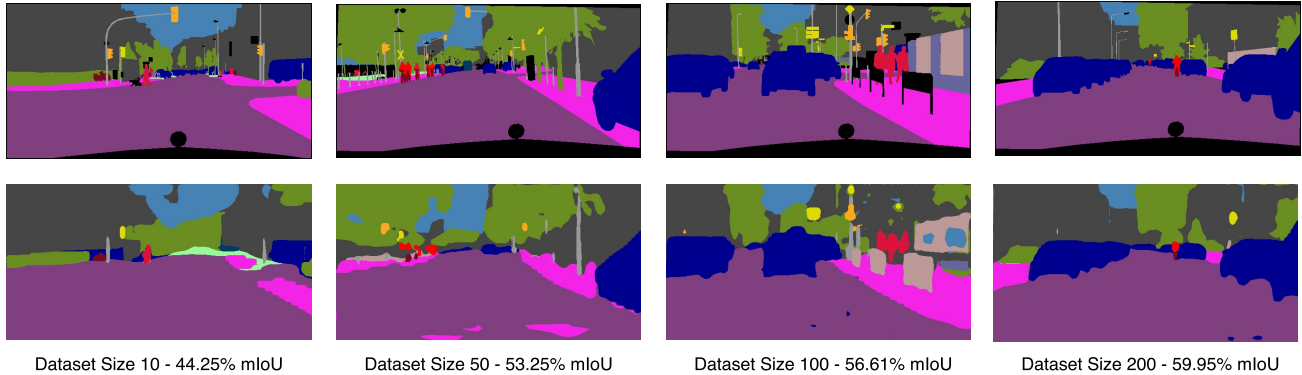 Dataset Size 10 - 44.25% mIoU
Dataset Size 50 - 53.25% mIoU
Dataset Size 100 - 56.61% mIoU
Dataset Size 200 - 59.95% mIoU